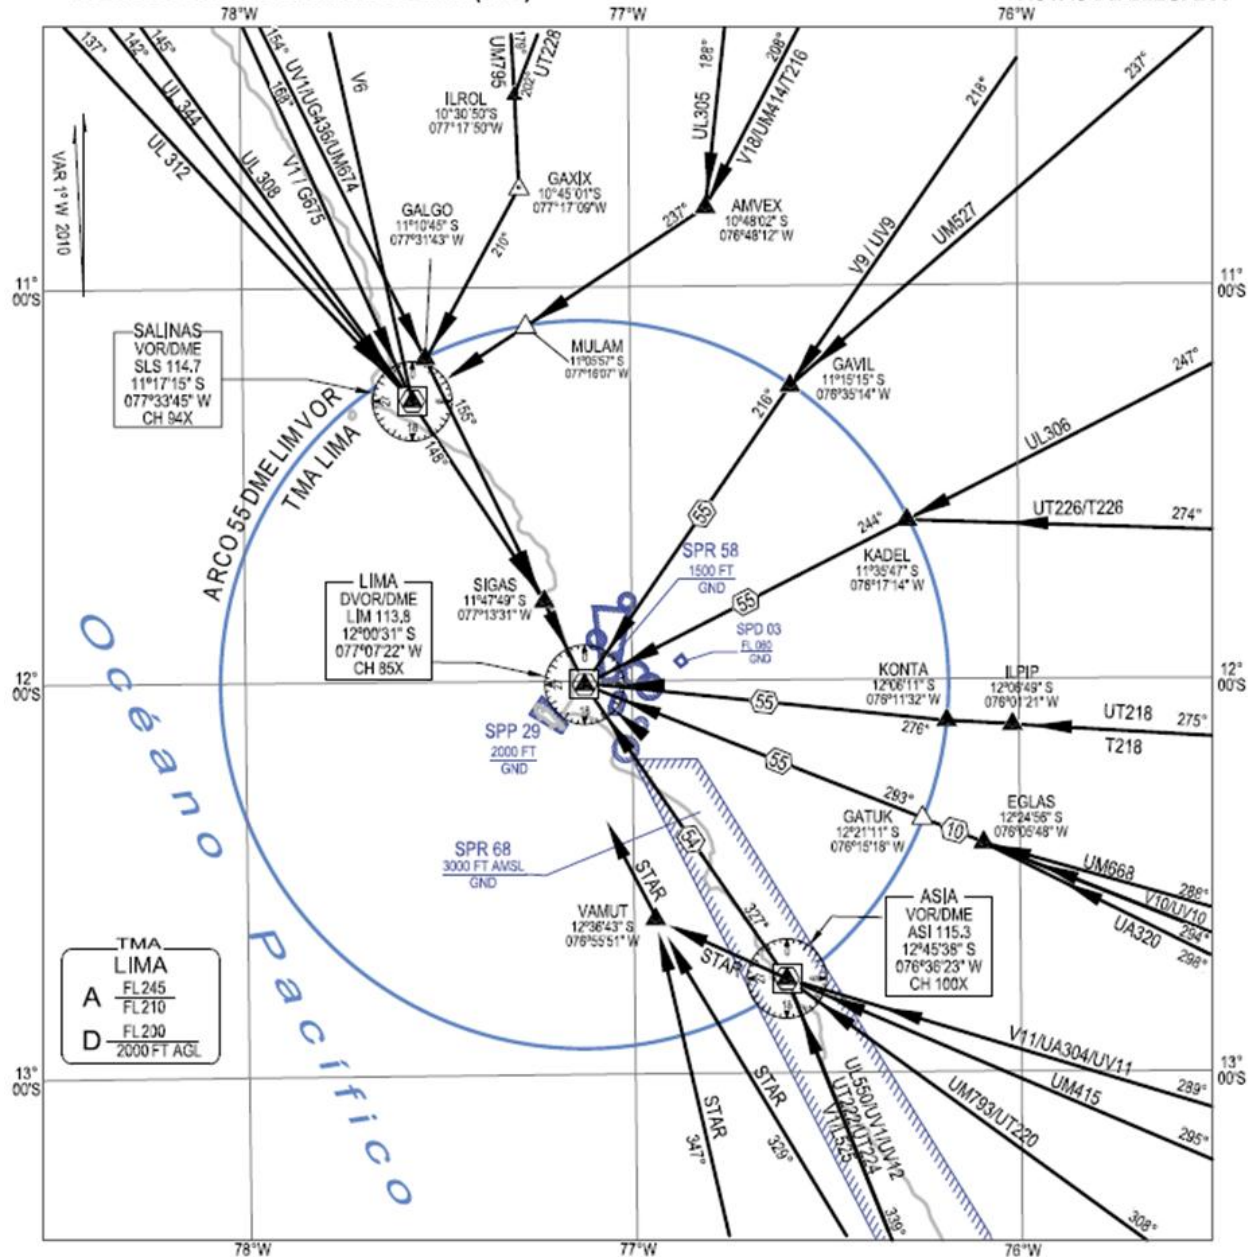 78°W
77°W
76°W
137°
142°
145°
154°
168°
UV1/UG436/UM674
V6
UL 344
UL 312
UL 308
V1 / G675
VAR 1° W 2010
UM795
179°
202°
UT228
ILROL
10°30'50"S
077°17'50"W
GAXIX
10°45'01"S
077°17'09"W
210°
GALGO
11°10'45" S
077°31'43" W
188°
UL305
208°
V18/UM414/T216
AMVEX
10°48'02" S
076°48'12" W
237°
218°
237°
V9 / UV9
UM527
11°
00'S
11°
00'S
SALINAS
VOR/DME
SLS 114.7
11°17'15" S
077°33'45" W
CH 94X
MULAM
11°05'57" S
077°16'07" W
GAVIL
11°15'15" S
076°35'14" W
216°
247°
UL306
155°
148°
ARCO 55 DME LIM VOR
TMA LIMA
55
UT226/T226
274°
244°
KADEL
11°35'47" S
076°17'14" W
SPR 58
1500 FT
GND
55
SIGAS
11°47'49" S
077°13'31" W
LIMA
DVOR/DME
LIM 113.8
12°00'31" S
077°07'22" W
CH 85X
SPD 03
FL 060
GND
12°
00'S
12°
00'S
KONTA
12°06'11" S
076°11'32" W
ILPIP
12°06'49" S
076°01'21" W
55
276°
UT218
275°
T218
SPP 29
2000 FT
GND
55
293°
GATUK
12°21'11" S
076°15'18" W
10
EGLAS
12°24'56" S
076°05'48" W
UM668
288°
V10/UV10
294°
UA320
298°
Océano
Pacífico
54
SPR 68
3000 FT AMSL
GND
STAR
VAMUT
12°36'43" S
076°55'51" W
327°
STAR
ASIA
VOR/DME
ASI 115.3
12°45'38" S
076°36'23" W
CH 100X
TMA
LIMA
A
FL245
FL210
D
FL200
2000 FT AGL
13°
00'S
13°
00'S
V11/UA304/UV11
289°
UM415
295°
UM793/UT220
308°
UL550/UV1/UV12
UT222/UT224
V1/L525
339°
STAR
329°
STAR
347°
78°W
77°W
76°W